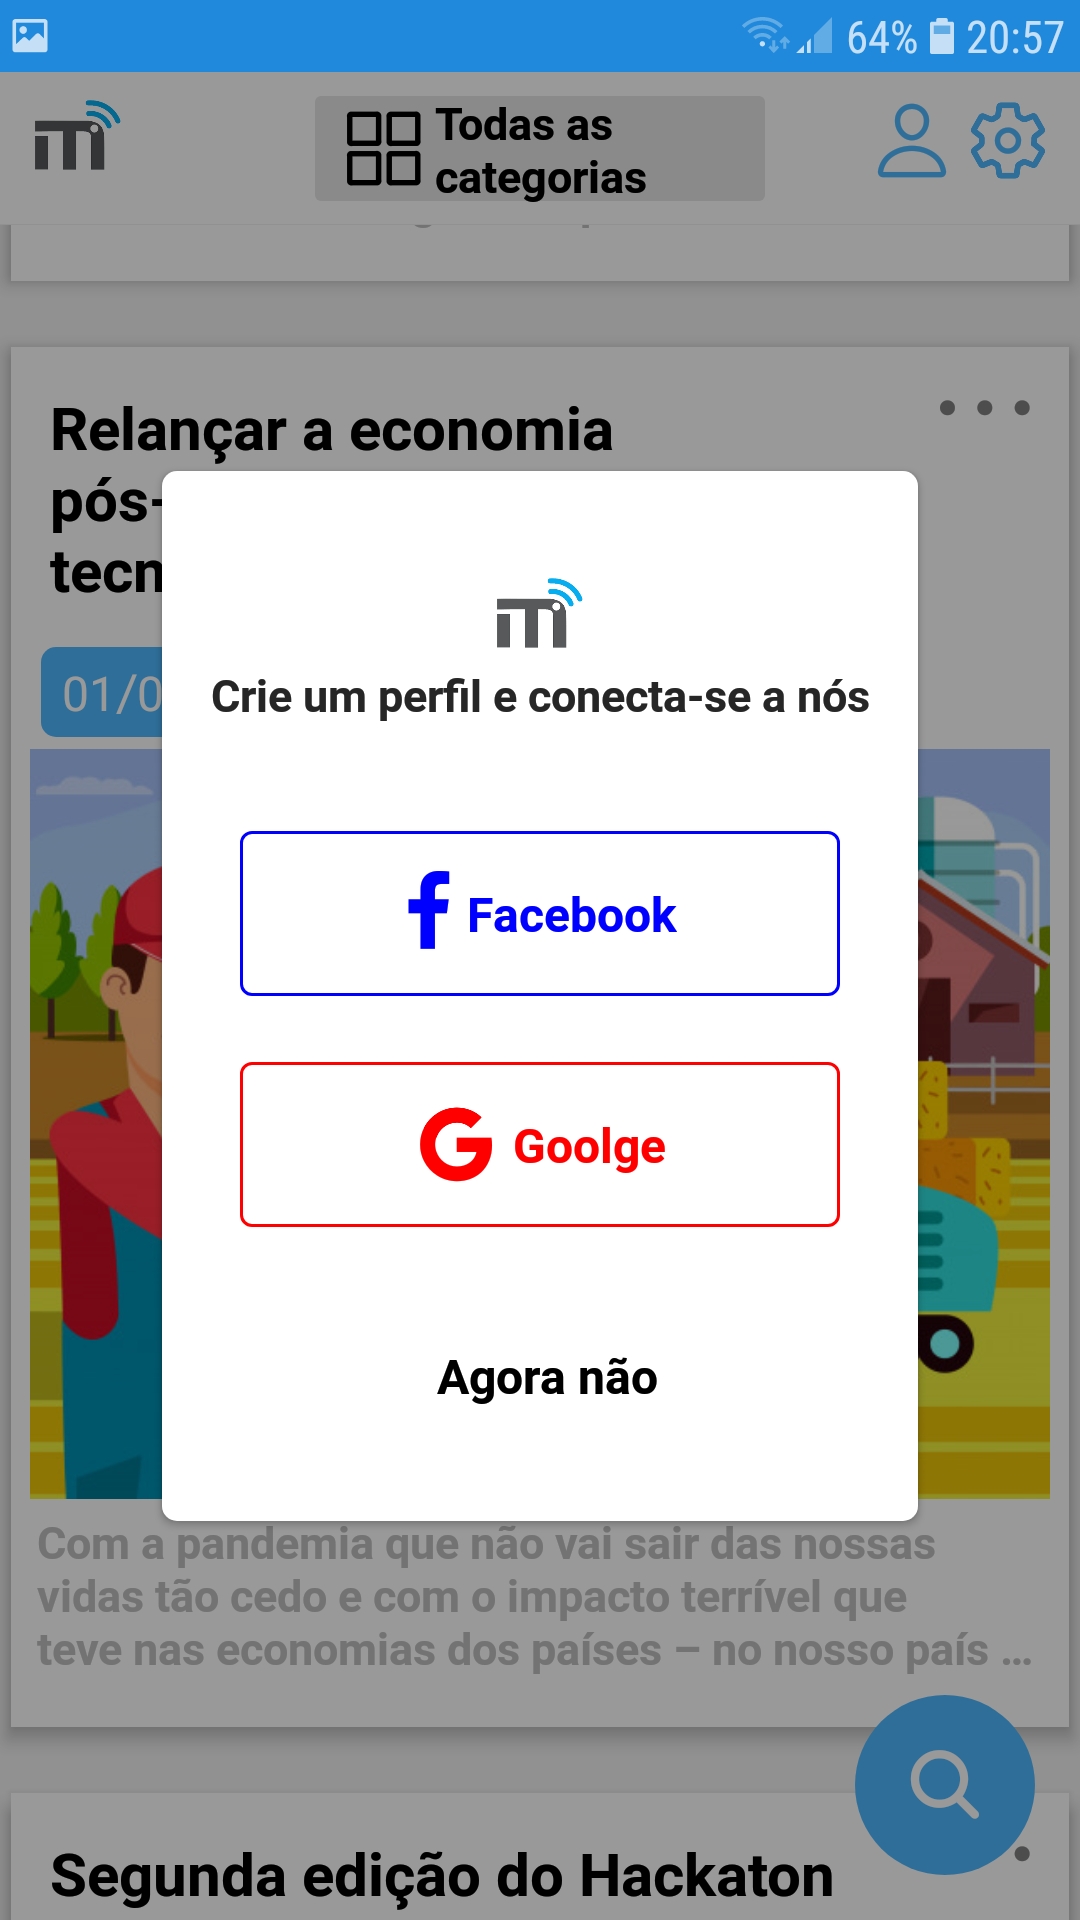 64% 20:57
Todas as
categorias
Relançar a economia
pós-
tecn
01/0
Crie um perfil e conecta-se a nós
Facebook
Goolge
Agora não
Com a pandemia que não vai sair das nossas
vidas tão cedo e com o impacto terrível que
teve nas economias dos países – no nosso país ...
Segunda edição do Hackaton